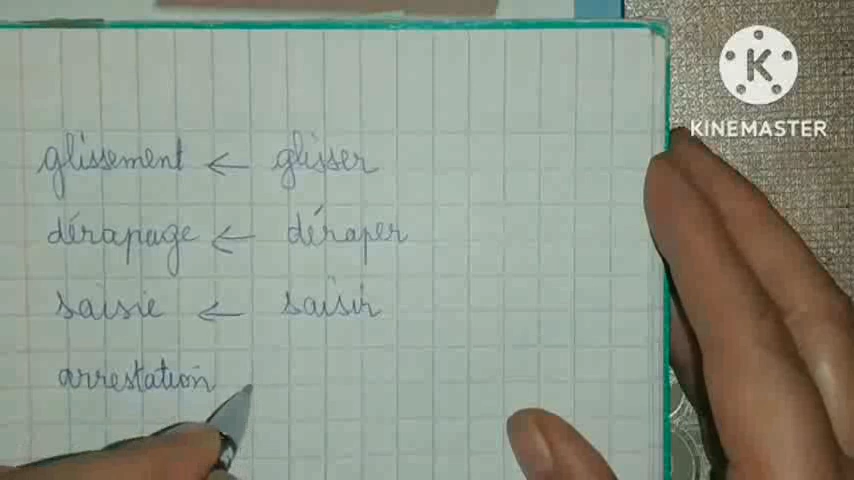 KINEMASTER
glissement ← glisser
dérapage ← déraper
saisie ← saisir
arrestation